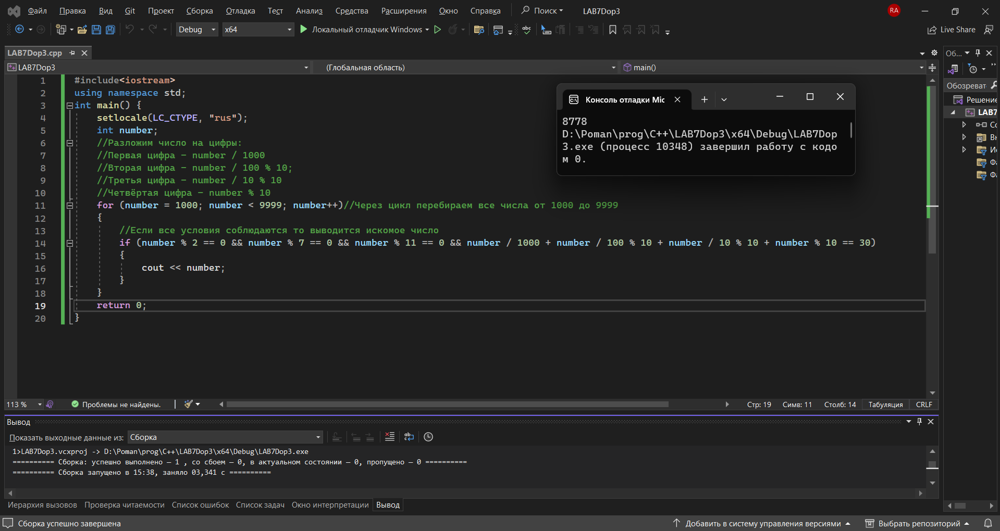 Файл Правка Вид Git Проект Сборка Отладка Тест Анализ Средства Расширения Окно Справка Поиск LAB7Dop3 RA
Debug x64 Локальный отладчик Windows Live Share
LAB7Dop3.cpp
LAB7Dop3 (Глобальная область) main()
1 #include<iostream>
2 using namespace std;
3 int main() {
4 setlocale(LC_CTYPE, "rus");
5 int number;
6 //Разложим число на цифры:
7 //Первая цифра - number / 1000
8 //Вторая цифра - number / 100 % 10;
9 //Третья цифра - number / 10 % 10
10 //Четвёртая цифра - number % 10
11 for (number = 1000; number < 9999; number++)//Через цикл перебираем все числа от 1000 до 9999
12 {
13 //Если все условия соблюдаются то выводится искомое число
14 if (number % 2 == 0 && number % 7 == 0 && number % 11 == 0 && number / 1000 + number / 100 % 10 + number / 10 % 10 + number % 10 == 30)
15 {
16 cout << number;
17 }
18 }
19 return 0;
20 }
Консоль отладки Mic
8778
D:\Poman\prog\C++\LAB7Dop3\x64\Debug\LAB7Dop
3.exe (процесс 10348) завершил работу с кодо
м 0.
Об...
Обозреват
Решение
LAB7
Сс
Вн
Ис
Фа
Фа
113 % Проблемы не найдены. Стр: 19 Симв: 11 Столб: 14 Табуляция CRLF
Вывод
Показать выходные данные из: Сборка
1>LAB7Dop3.vcxproj -> D:\Poman\prog\C++\LAB7Dop3\x64\Debug\LAB7Dop3.exe
========== Сборка: успешно выполнено — 1 , со сбоем — 0, в актуальном состоянии — 0, пропущено — 0 ==========
========== Сборка запущено в 15:38, заняло 03,341 с ==========
Иерархия вызовов Проверка читаемости Список ошибок Список задач Окно интерпретации Вывод
Сборка успешно завершена Добавить в систему управления версиями Выбрать репозиторий